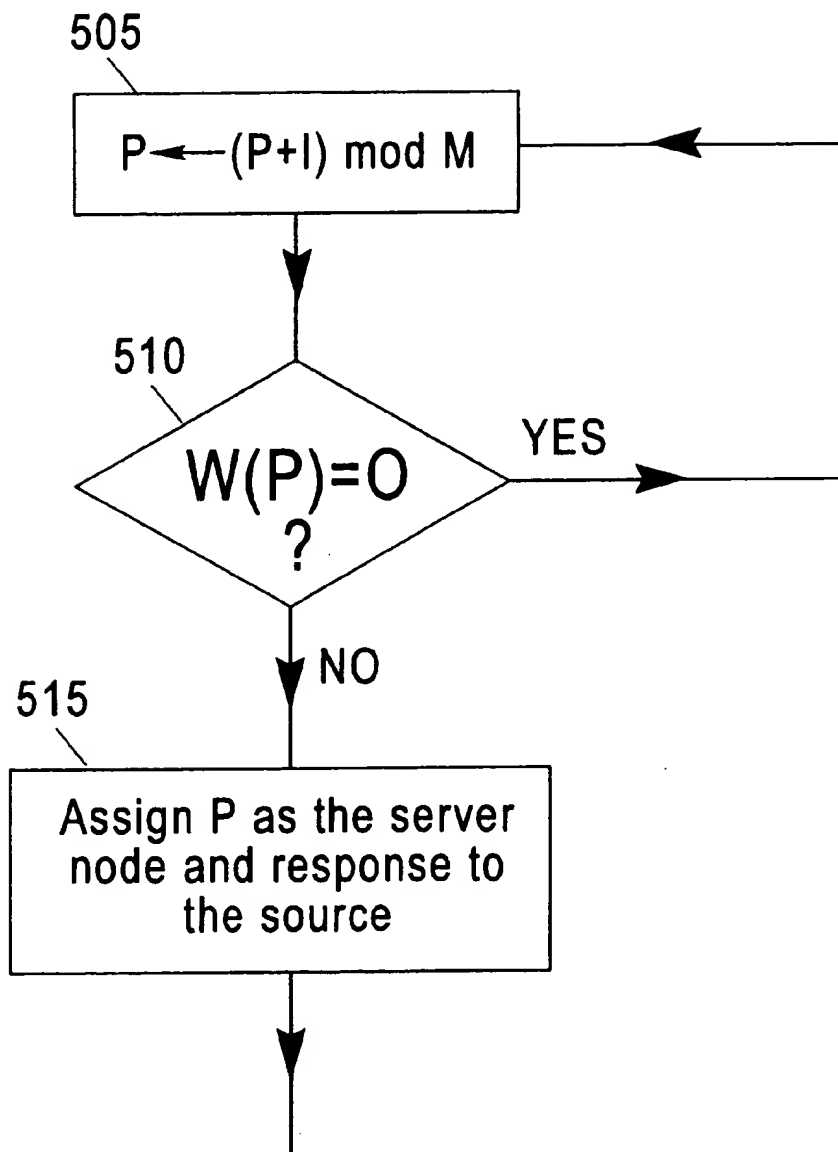 505
P ← (P+I) mod M
510
W(P)=O
?
YES
NO
515
Assign P as the server
node and response to
the source